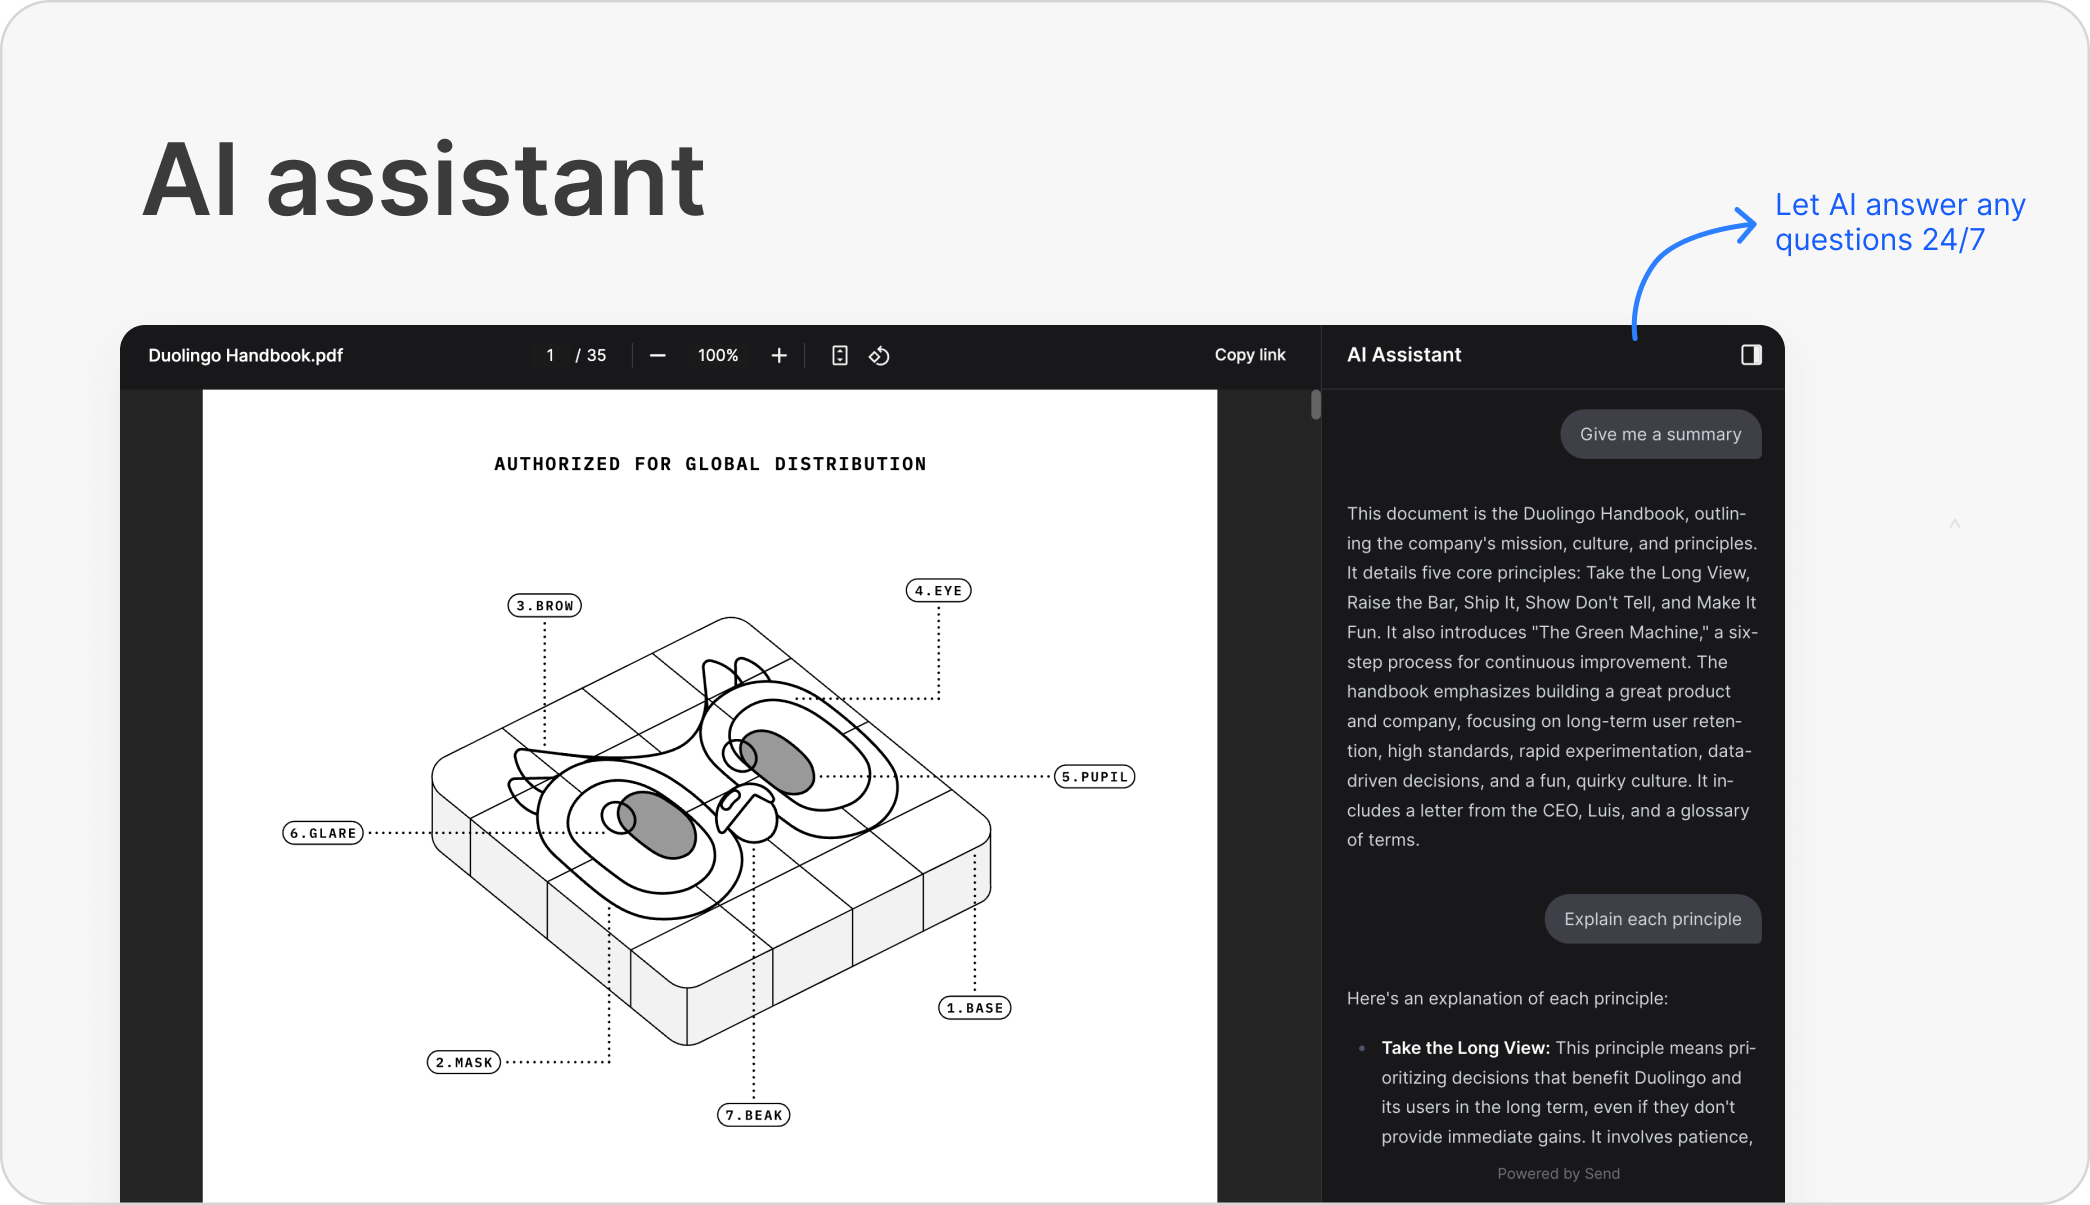 AI assistant
Let AI answer any
questions 24/7
Duolingo Handbook.pdf
1 / 35
100%
Copy link
AI Assistant
AUTHORIZED FOR GLOBAL DISTRIBUTION
3.BROW
4.EYE
5.PUPIL
6.GLARE
1.BASE
2.MASK
7.BEAK
Give me a summary
This document is the Duolingo Handbook, outlin-
ing the company's mission, culture, and principles.
It details five core principles: Take the Long View,
Raise the Bar, Ship It, Show Don't Tell, and Make It
Fun. It also introduces "The Green Machine," a six-
step process for continuous improvement. The
handbook emphasizes building a great product
and company, focusing on long-term user reten-
tion, high standards, rapid experimentation, data-
driven decisions, and a fun, quirky culture. It in-
cludes a letter from the CEO, Luis, and a glossary
of terms.
Explain each principle
Here's an explanation of each principle:
• Take the Long View: This principle means pri-
oritizing decisions that benefit Duolingo and
its users in the long term, even if they don't
provide immediate gains. It involves patience,
Powered by Send